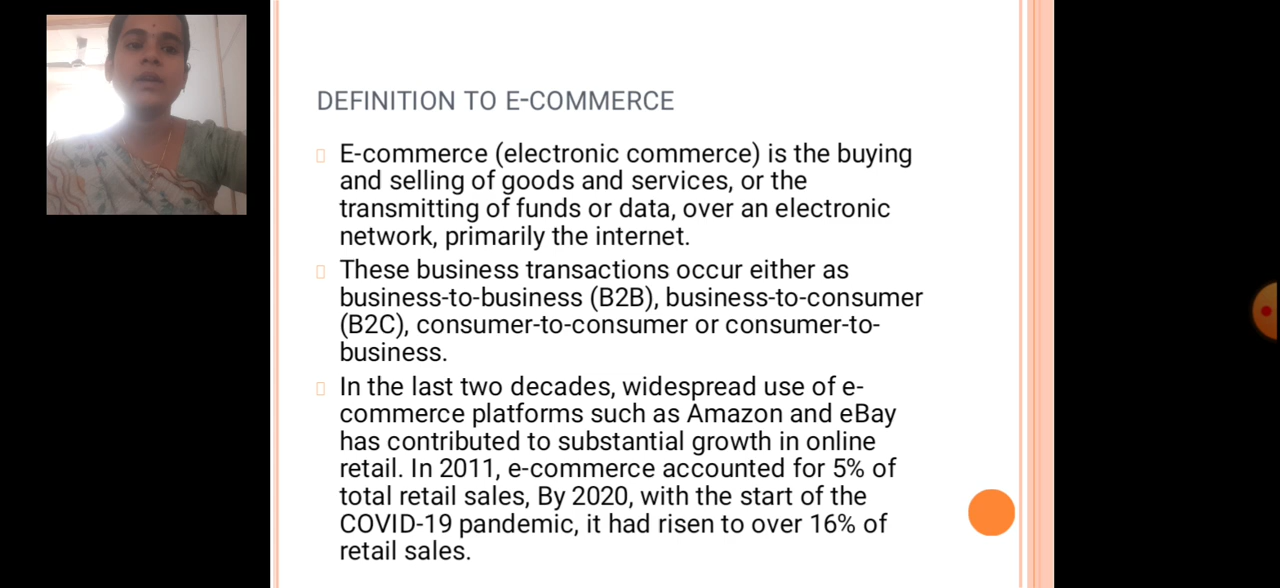 DEFINITION TO E-COMMERCE
E-commerce (electronic commerce) is the buying
and selling of goods and services, or the
transmitting of funds or data, over an electronic
network, primarily the internet.
These business transactions occur either as
business-to-business (B2B), business-to-consumer
(B2C), consumer-to-consumer or consumer-to-
business.
In the last two decades, widespread use of e-
commerce platforms such as Amazon and eBay
has contributed to substantial growth in online
retail. In 2011, e-commerce accounted for 5% of
total retail sales, By 2020, with the start of the
COVID-19 pandemic, it had risen to over 16% of
retail sales.